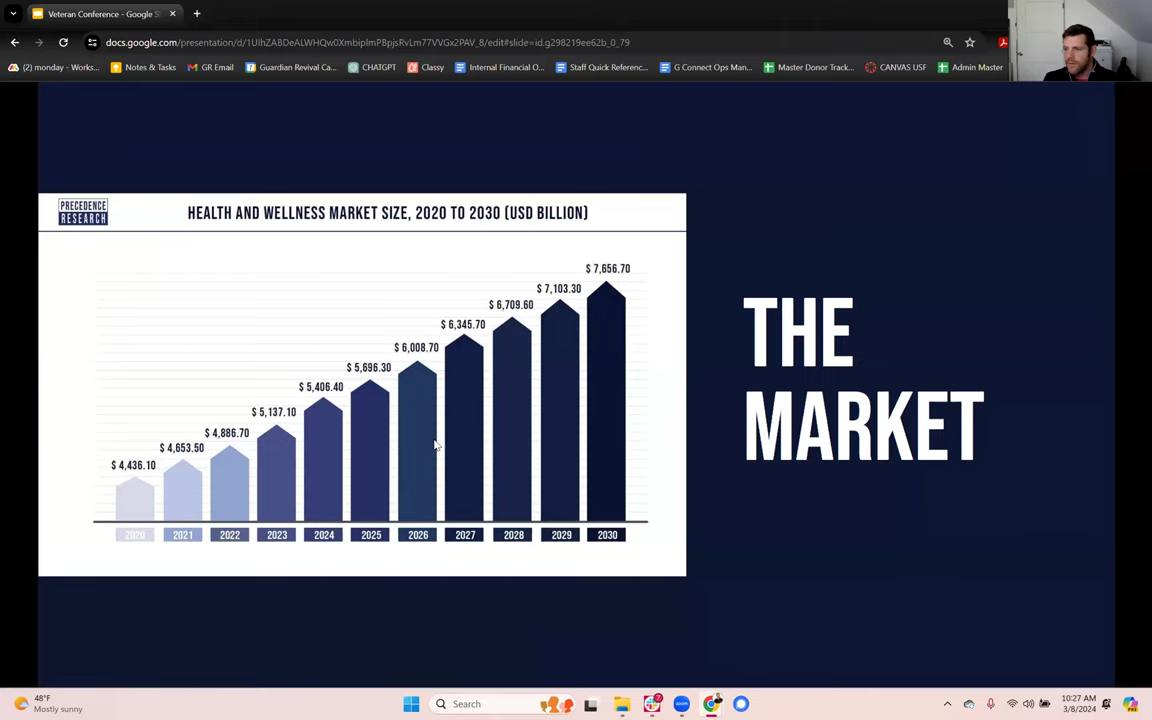 Veteran Conference - Google S
docs.google.com/presentation/d/1UIhZABDeALWHQw0XmbiplmPBpjsRvLm77VVGx2PAV_8/edit#slide=id.g298219ee62b_0_79
(2) monday - Works...
Notes & Tasks
GR Email
Guardian Revival Ca...
CHATGPT
Classy
Internal Financial O...
Staff Quick Referenc...
G Connect Ops Man...
Master Donor Track...
CANVAS USF
Admin Master
PRECEDENCE
RESEARCH
HEALTH AND WELLNESS MARKET SIZE, 2020 TO 2030 (USD BILLION)
$ 4,436.10
$ 4,653.50
$ 4,886.70
$ 5,137.10
$ 5,406.40
$ 5,696.30
$ 6,008.70
$ 6,345.70
$ 6,709.60
$ 7,103.30
$ 7,656.70
2020
2021
2022
2023
2024
2025
2026
2027
2028
2029
2030
THE
MARKET
48°F
Mostly sunny
Search
7
10:27 AM
3/8/2024